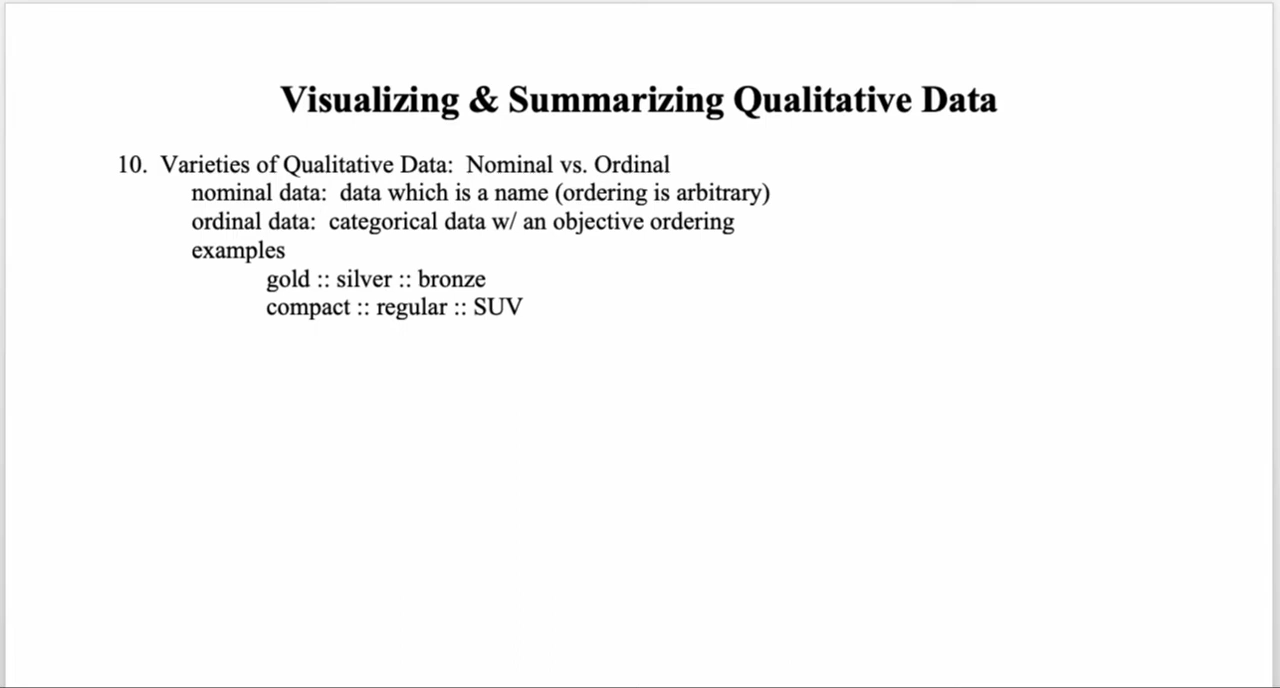 Visualizing & Summarizing Qualitative Data
10. Varieties of Qualitative Data: Nominal vs. Ordinal
nominal data: data which is a name (ordering is arbitrary)
ordinal data: categorical data w/ an objective ordering
examples
gold :: silver :: bronze
compact :: regular :: SUV